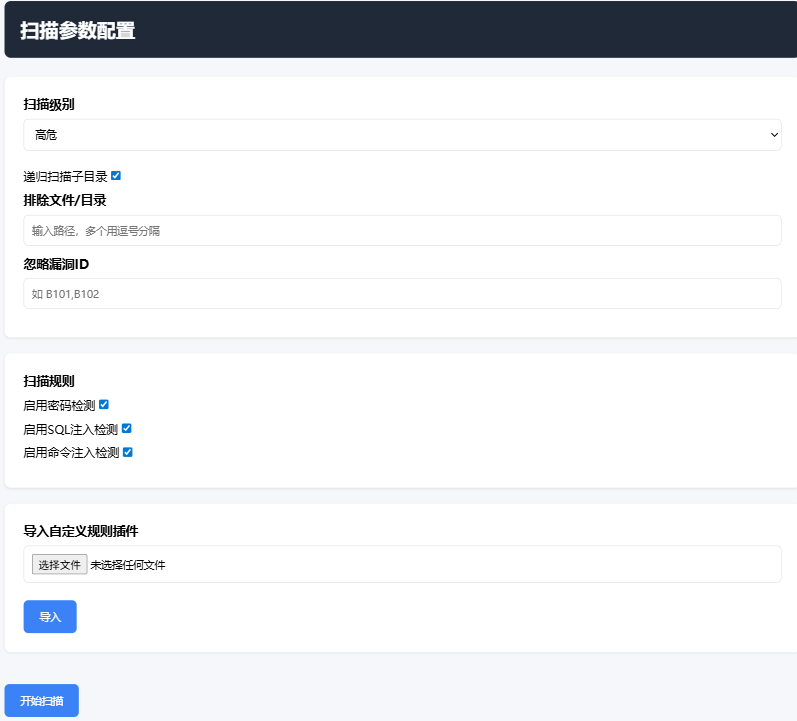 扫描参数配置
扫描级别
高危
递归扫描子目录
排除文件/目录
输入路径，多个用逗号分隔
忽略漏洞ID
如 B101,B102
扫描规则
启用密码检测
启用SQL注入检测
启用命令注入检测
导入自定义规则插件
选择文件 未选择任何文件
导入
开始扫描